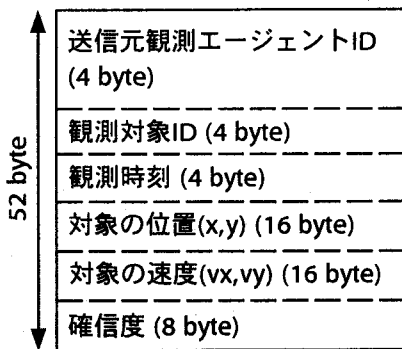 52 byte
送信元観測エージェントID
(4 byte)
観測対象ID (4 byte)
観測時刻 (4 byte)
対象の位置(x,y) (16 byte)
対象の速度(vx,vy) (16 byte)
確信度 (8 byte)